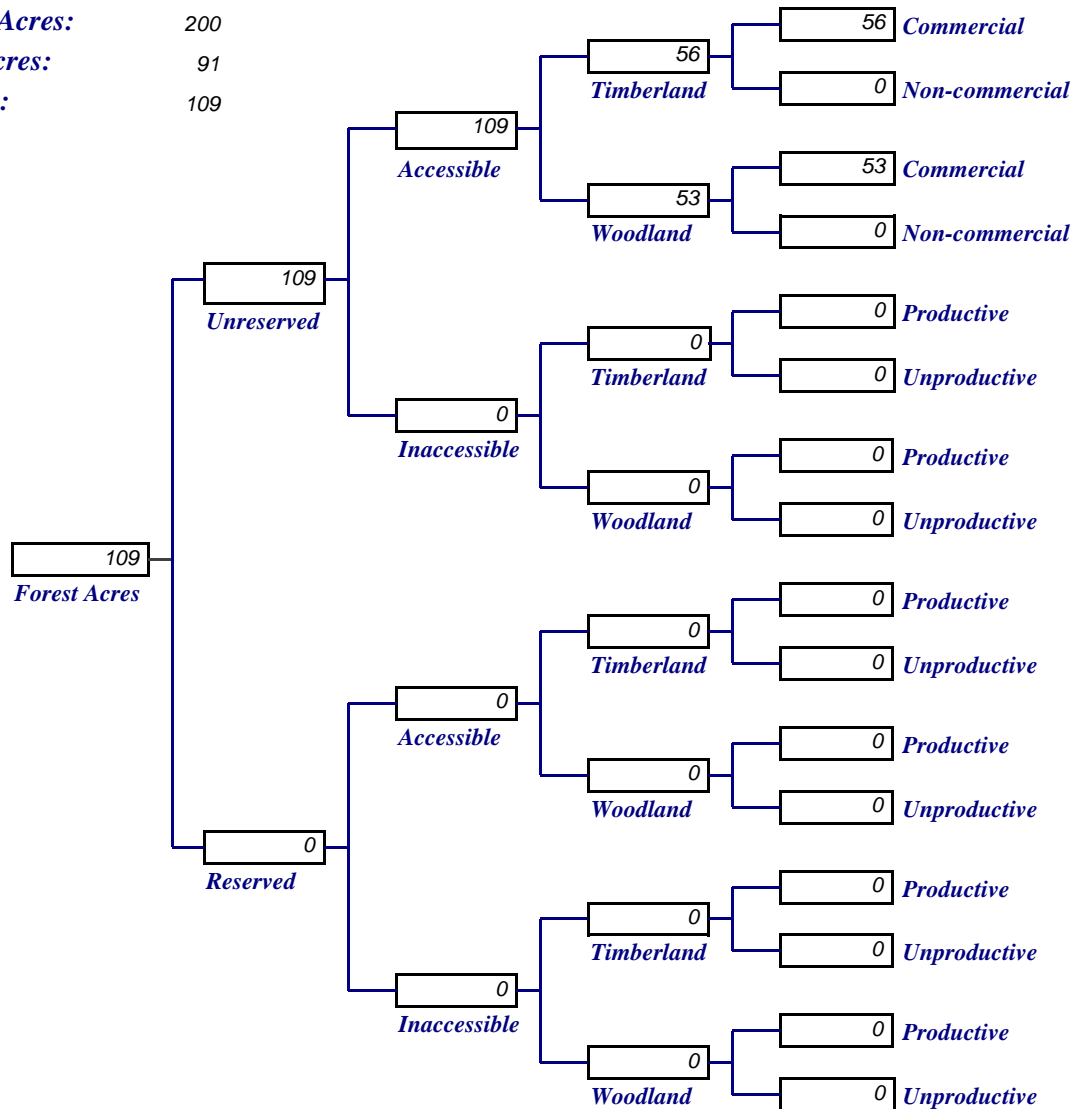 Acres: 200
cres: 91
: 109
56 Commercial
56
Timberland
0 Non-commercial
109
Accessible
53 Commercial
53
Woodland
0 Non-commercial
109
Unreserved
0 Productive
0
Timberland
0 Unproductive
0
Inaccessible
0 Productive
0
Woodland
0 Unproductive
109
Forest Acres
0 Productive
0
Timberland
0 Unproductive
0
Accessible
0 Productive
0
Woodland
0 Unproductive
0
Reserved
0 Productive
0
Timberland
0 Unproductive
0
Inaccessible
0 Productive
0
Woodland
0 Unproductive